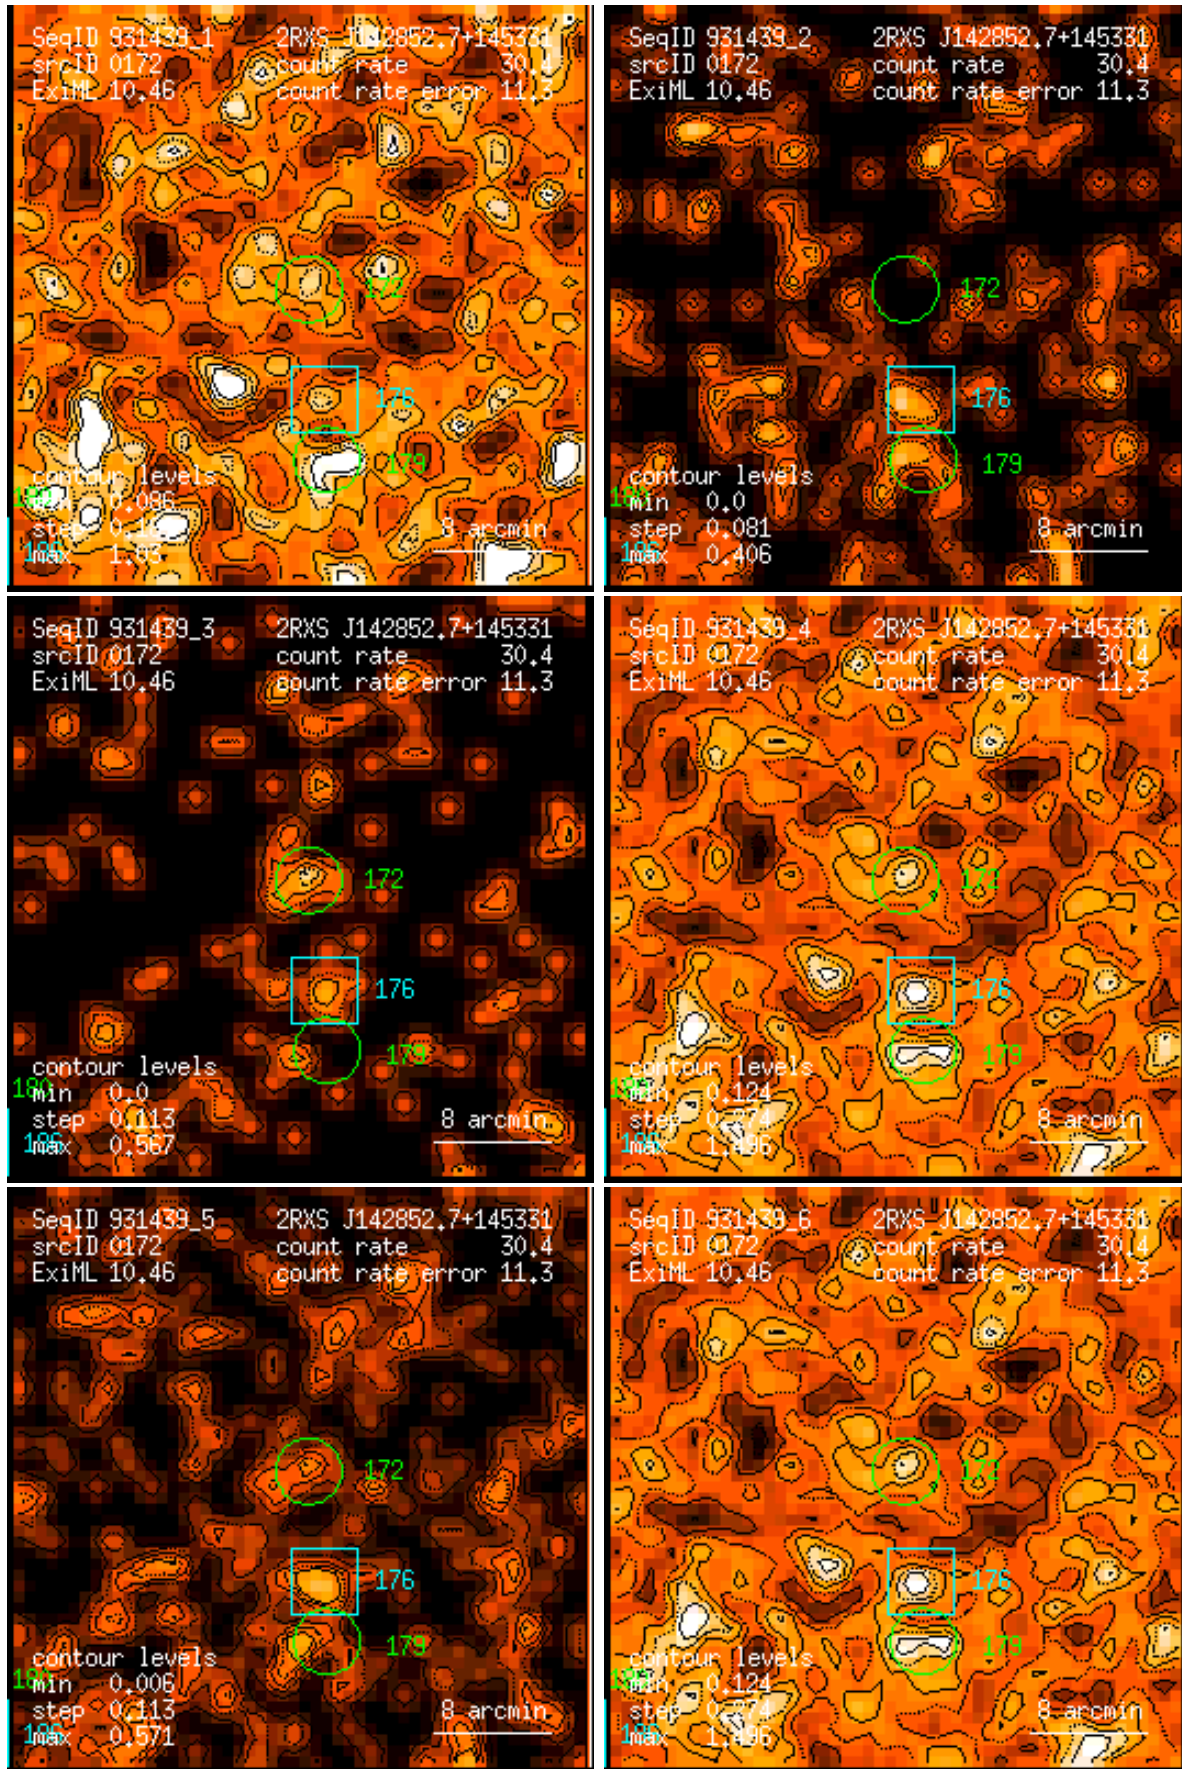 SeqID 931439_1 2RXS J142852.7+145331
srcID 0172 count rate 30.4
ExiML 10.46 count rate error 11.3
172
176
179
contour levels
min 0.086
step
max 1.03
8 arcmin
SeqID 931439_2 2RXS J142852.7+145331
srcID 0172 count rate 30.4
ExiML 10.46 count rate error 11.3
172
176
179
contour levels
min 0.0
step 0.081
max 0.406
8 arcmin
SeqID 931439_3 2RXS J142852.7+145331
srcID 0172 count rate 30.4
ExiML 10.46 count rate error 11.3
172
176
179
contour levels
180
min 0.0
step 0.113
max 0.567
8 arcmin
SeqID 931439_4 2RXS J142852.7+145331
srcID 0172 count rate 30.4
ExiML 10.46 count rate error 11.3
172
176
179
contour levels
min 0.124
step 0.274
max 1.496
8 arcmin
SeqID 931439_5 2RXS J142852.7+145331
srcID 0172 count rate 30.4
ExiML 10.46 count rate error 11.3
172
176
179
contour levels
180
min 0.006
step 0.113
max 0.571
8 arcmin
SeqID 931439_6 2RXS J142852.7+145331
srcID 0172 count rate 30.4
ExiML 10.46 count rate error 11.3
172
176
179
contour levels
min 0.124
step 0.274
max 1.496
8 arcmin